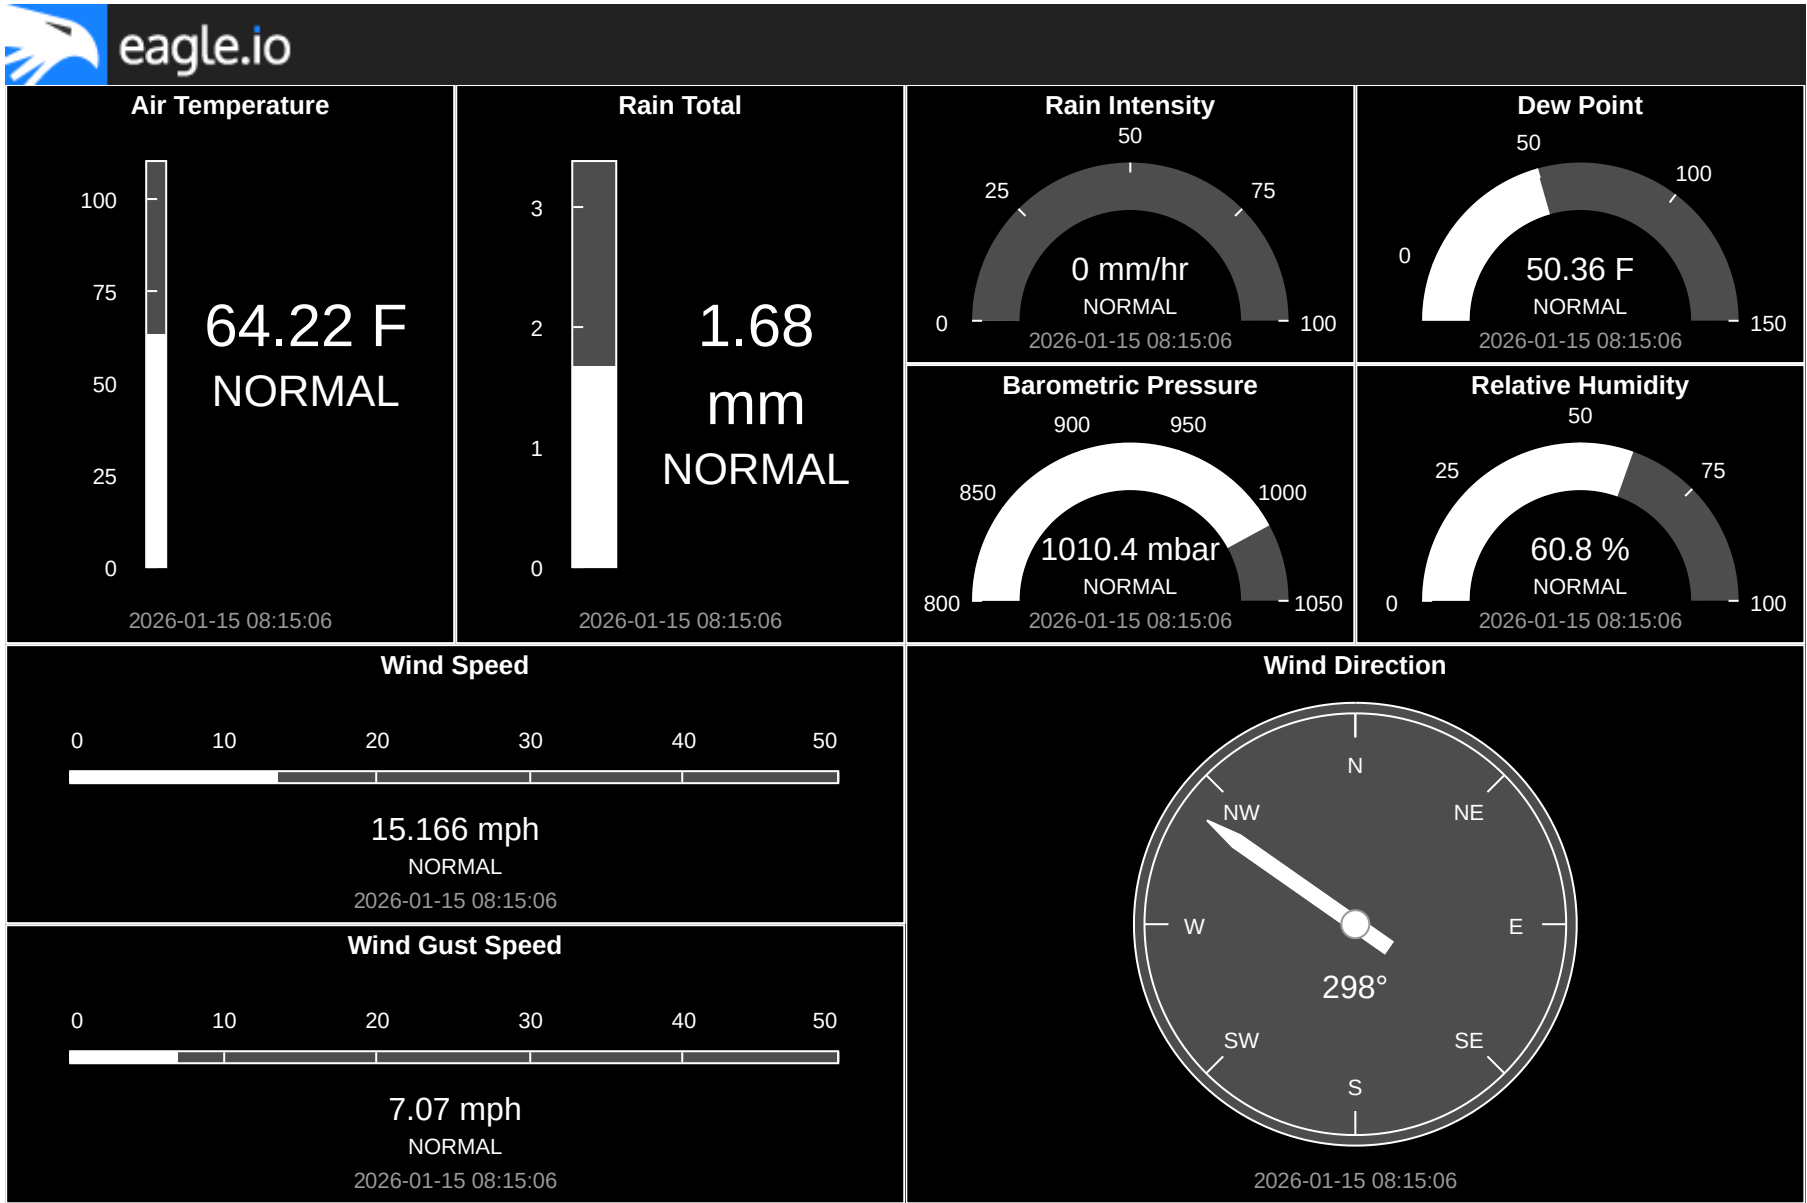 eagle.io
Air Temperature
100
75
50
25
0
64.22 F
NORMAL
2026-01-15 08:15:06
Rain Total
3
2
1
0
1.68
mm
NORMAL
2026-01-15 08:15:06
Rain Intensity
50
25
75
0
100
0 mm/hr
NORMAL
2026-01-15 08:15:06
Dew Point
50
100
0
150
50.36 F
NORMAL
2026-01-15 08:15:06
Barometric Pressure
900
950
850
1000
800
1050
1010.4 mbar
NORMAL
2026-01-15 08:15:06
Relative Humidity
50
25
75
0
100
60.8 %
NORMAL
2026-01-15 08:15:06
Wind Speed
0 10 20 30 40 50
15.166 mph
NORMAL
2026-01-15 08:15:06
Wind Gust Speed
0 10 20 30 40 50
7.07 mph
NORMAL
2026-01-15 08:15:06
Wind Direction
N
NW NE
W E
298°
SW SE
S
2026-01-15 08:15:06